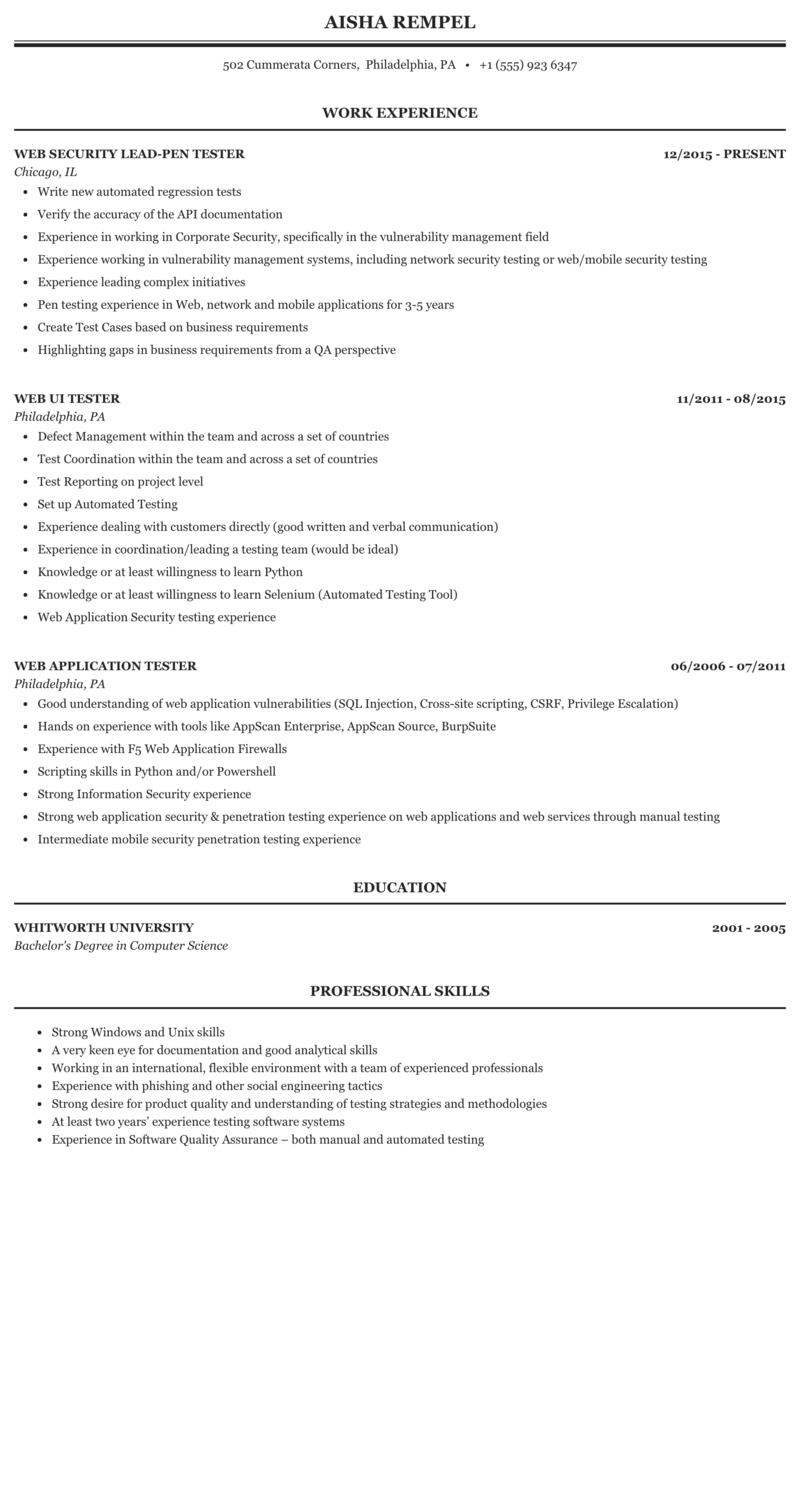 AISHA REMPEL
502 Cummerata Corners, Philadelphia, PA • +1 (555) 923 6347
WORK EXPERIENCE
WEB SECURITY LEAD-PEN TESTER 12/2015 - PRESENT
Chicago, IL
• Write new automated regression tests
• Verify the accuracy of the API documentation
• Experience in working in Corporate Security, specifically in the vulnerability management field
• Experience working in vulnerability management systems, including network security testing or web/mobile security testing
• Experience leading complex initiatives
• Pen testing experience in Web, network and mobile applications for 3-5 years
• Create Test Cases based on business requirements
• Highlighting gaps in business requirements from a QA perspective
WEB UI TESTER 11/2011 - 08/2015
Philadelphia, PA
• Defect Management within the team and across a set of countries
• Test Coordination within the team and across a set of countries
• Test Reporting on project level
• Set up Automated Testing
• Experience dealing with customers directly (good written and verbal communication)
• Experience in coordination/leading a testing team (would be ideal)
• Knowledge or at least willingness to learn Python
• Knowledge or at least willingness to learn Selenium (Automated Testing Tool)
• Web Application Security testing experience
WEB APPLICATION TESTER 06/2006 - 07/2011
Philadelphia, PA
• Good understanding of web application vulnerabilities (SQL Injection, Cross-site scripting, CSRF, Privilege Escalation)
• Hands on experience with tools like AppScan Enterprise, AppScan Source, BurpSuite
• Experience with F5 Web Application Firewalls
• Scripting skills in Python and/or Powershell
• Strong Information Security experience
• Strong web application security & penetration testing experience on web applications and web services through manual testing
• Intermediate mobile security penetration testing experience
EDUCATION
WHITWORTH UNIVERSITY 2001 - 2005
Bachelor's Degree in Computer Science
PROFESSIONAL SKILLS
• Strong Windows and Unix skills
• A very keen eye for documentation and good analytical skills
• Working in an international, flexible environment with a team of experienced professionals
• Experience with phishing and other social engineering tactics
• Strong desire for product quality and understanding of testing strategies and methodologies
• At least two years’ experience testing software systems
• Experience in Software Quality Assurance – both manual and automated testing